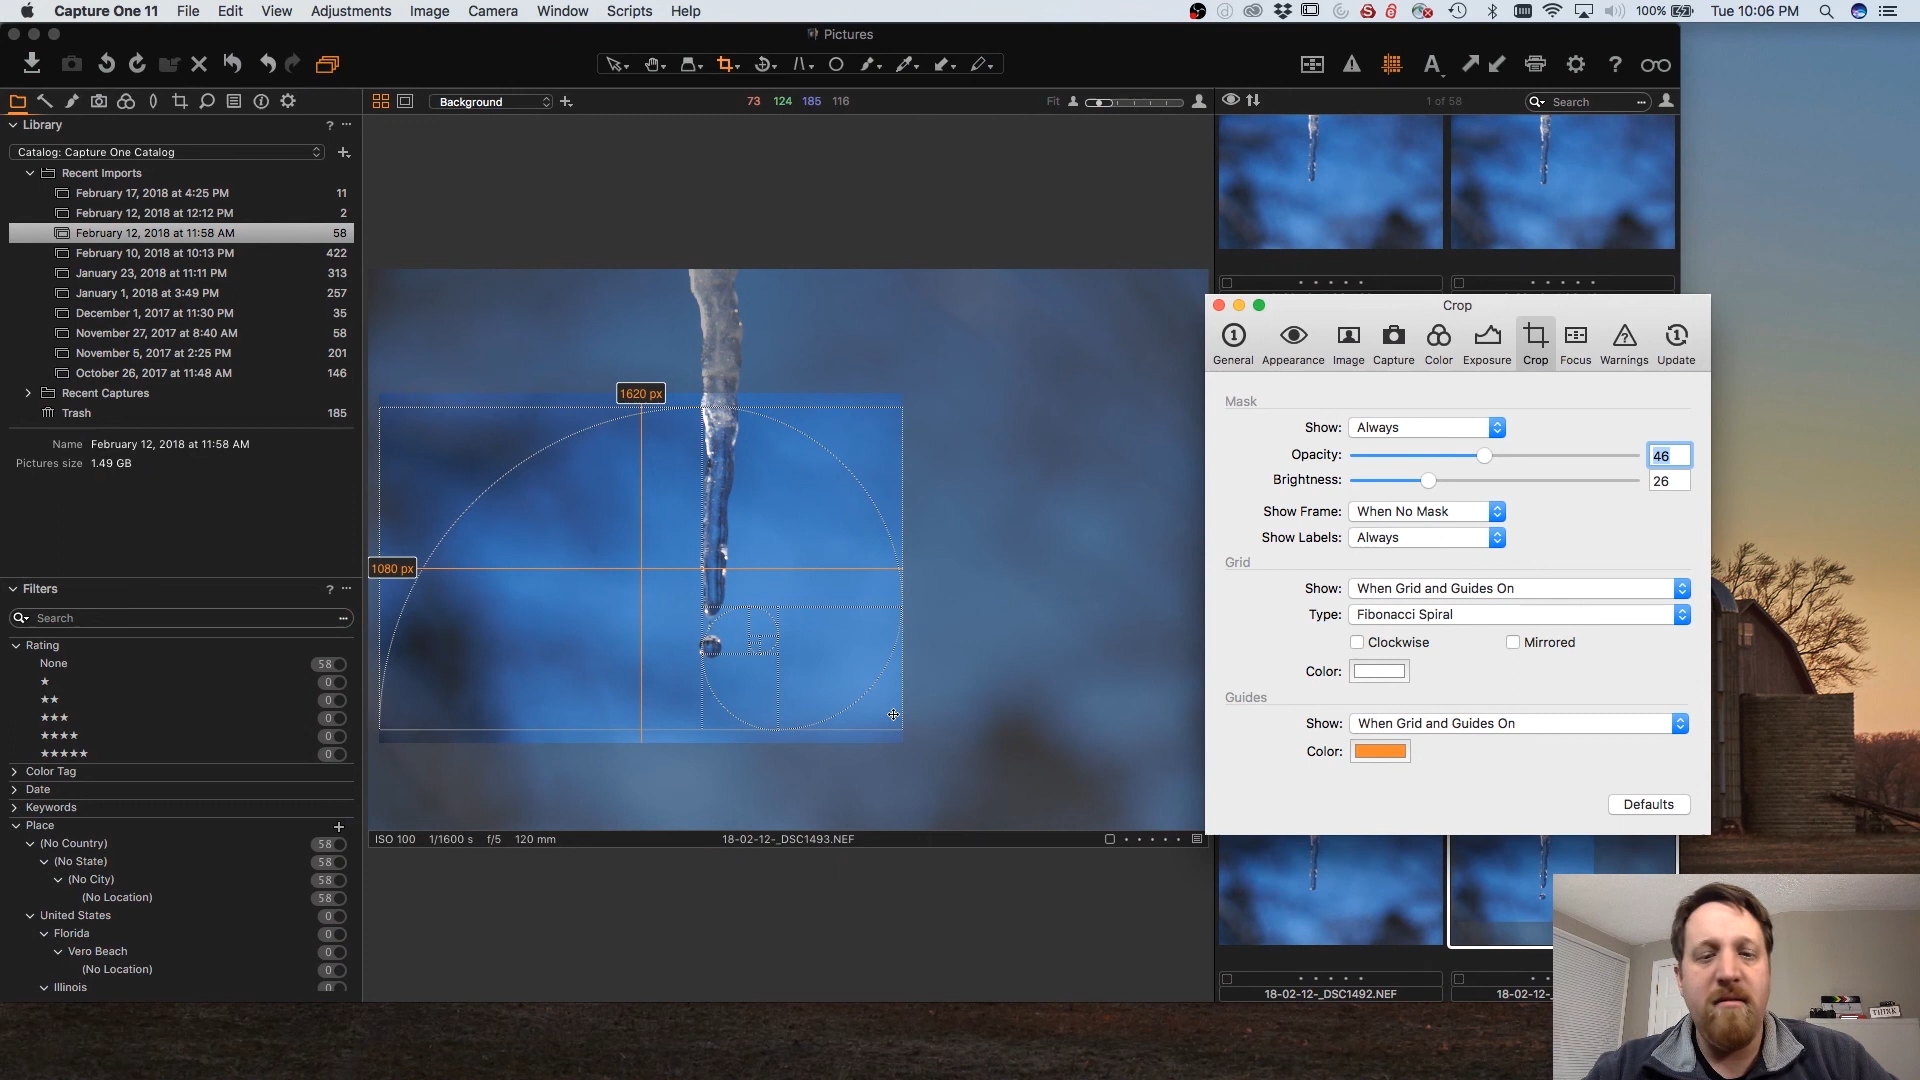 Capture One 11 File Edit View Adjustments Image Camera Window Scripts Help 100% Tue 10:06 PM
Pictures
Background 73 124 185 116 Fit 1 of 58 Search
Library ?
Catalog: Capture One Catalog
Recent Imports
February 17, 2018 at 4:25 PM 11
February 12, 2018 at 12:12 PM 2
February 12, 2018 at 11:58 AM 58
February 10, 2018 at 10:13 PM 422
January 23, 2018 at 11:11 PM 313
January 1, 2018 at 3:49 PM 257
December 1, 2017 at 11:30 PM 35
November 27, 2017 at 8:40 AM 58
November 5, 2017 at 2:25 PM 201
October 26, 2017 at 11:48 AM 146
Recent Captures
Trash 185
Name February 12, 2018 at 11:58 AM
Pictures size 1.49 GB
Filters ?
Search
Rating
None 58
★ 0
★★ 0
★★★ 0
★★★★ 0
★★★★★ 0
Color Tag
Date
Keywords
Place
(No Country) 58
(No State) 58
(No City) 58
(No Location) 58
United States 0
Florida 0
Vero Beach 0
(No Location) 0
Illinois 0
1620 px
1080 px
ISO 100 1/1600 s f/5 120 mm 18-02-12-_DSC1493.NEF
Crop
General Appearance Image Capture Color Exposure Crop Focus Warnings Update
Mask
Show: Always
Opacity: 46
Brightness: 26
Show Frame: When No Mask
Show Labels: Always
Grid
Show: When Grid and Guides On
Type: Fibonacci Spiral
Clockwise Mirrored
Color:
Guides
Show: When Grid and Guides On
Color:
Defaults
18-02-12-_DSC1492.NEF 18-02-12-_
THINK